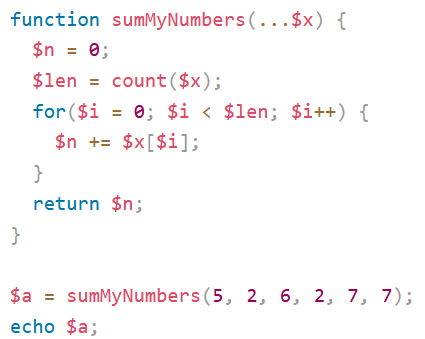 function sumMyNumbers(...$x) {
  $n = 0;
  $len = count($x);
  for($i = 0; $i < $len; $i++) {
    $n += $x[$i];
  }
  return $n;
}

$a = sumMyNumbers(5, 2, 6, 2, 7, 7);
echo $a;